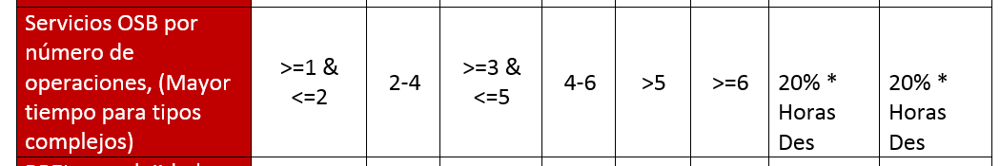 Servicios OSB por
número de
operaciones, (Mayor
tiempo para tipos
complejos)
>=1 &
<=2
2-4
>=3 &
<=5
4-6
>5
>=6
20% *
Horas
Des
20% *
Horas
Des